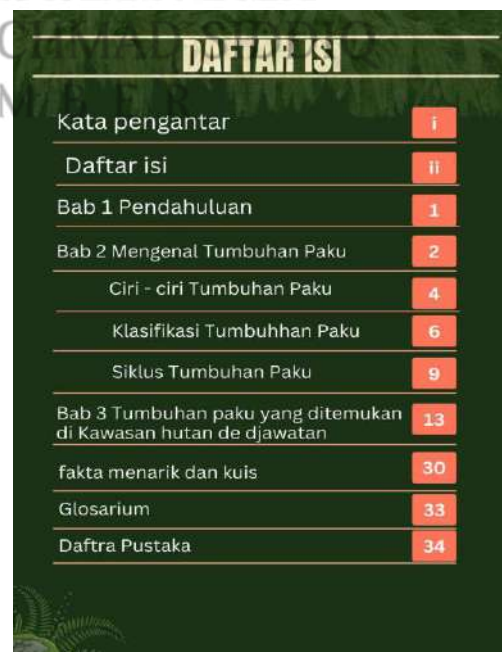 DAFTAR ISI
Kata pengantar i
Daftar isi ii
Bab 1 Pendahuluan 1
Bab 2 Mengenal Tumbuhan Paku 2
Ciri - ciri Tumbuhan Paku 4
Klasifikasi Tumbuhhan Paku 6
Siklus Tumbuhan Paku 9
Bab 3 Tumbuhan paku yang ditemukan
di Kawasan hutan de djawatan 13
fakta menarik dan kuis 30
Glosarium 33
Daftra Pustaka 34